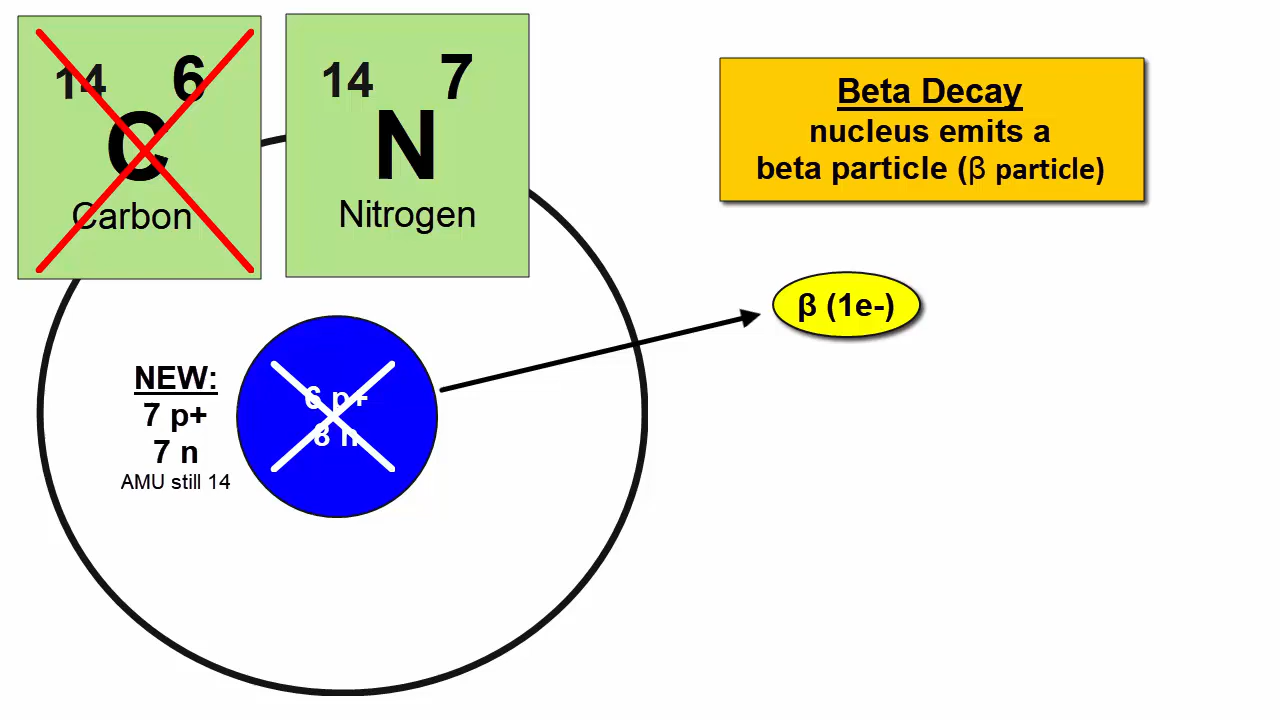 14 6
C
Carbon
14 7
N
Nitrogen
Beta Decay
nucleus emits a
beta particle (β particle)
β (1e-)
NEW:
7 p+
7 n
AMU still 14
6 p+
8 n